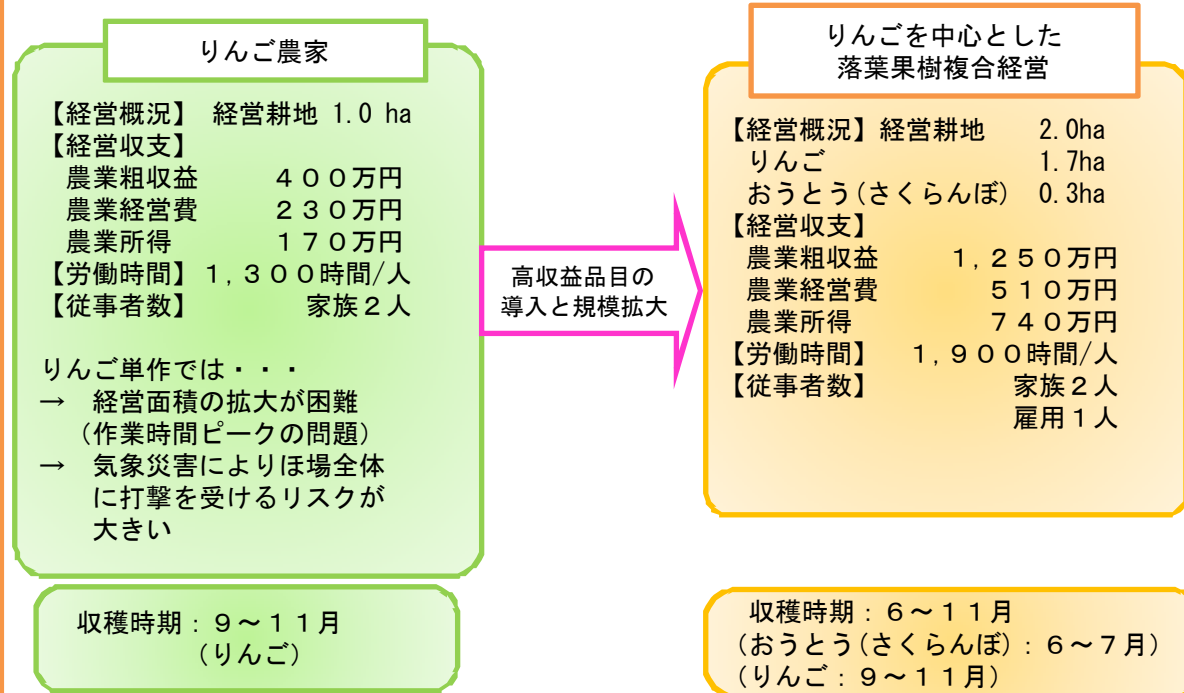 りんご農家
【経営概況】 経営耕地 1.0 ha
【経営収支】
農業粗収益 ４００万円
農業経営費 ２３０万円
農業所得 １７０万円
【労働時間】１,３００時間/人
【従事者数】 家族２人
りんご単作では・・・
→ 経営面積の拡大が困難
（作業時間ピークの問題）
→ 気象災害によりほ場全体
に打撃を受けるリスクが
大きい
収穫時期：９～１１月
（りんご）
高収益品目の
導入と規模拡大
りんごを中心とした
落葉果樹複合経営
【経営概況】経営耕地 2.0ha
りんご 1.7ha
おうとう(さくらんぼ) 0.3ha
【経営収支】
農業粗収益 １,２５０万円
農業経営費 ５１０万円
農業所得 ７４０万円
【労働時間】 １,９００時間/人
【従事者数】 家族２人
雇用１人
収穫時期：６～１１月
（おうとう(さくらんぼ)：６～７月）
（りんご：９～１１月）